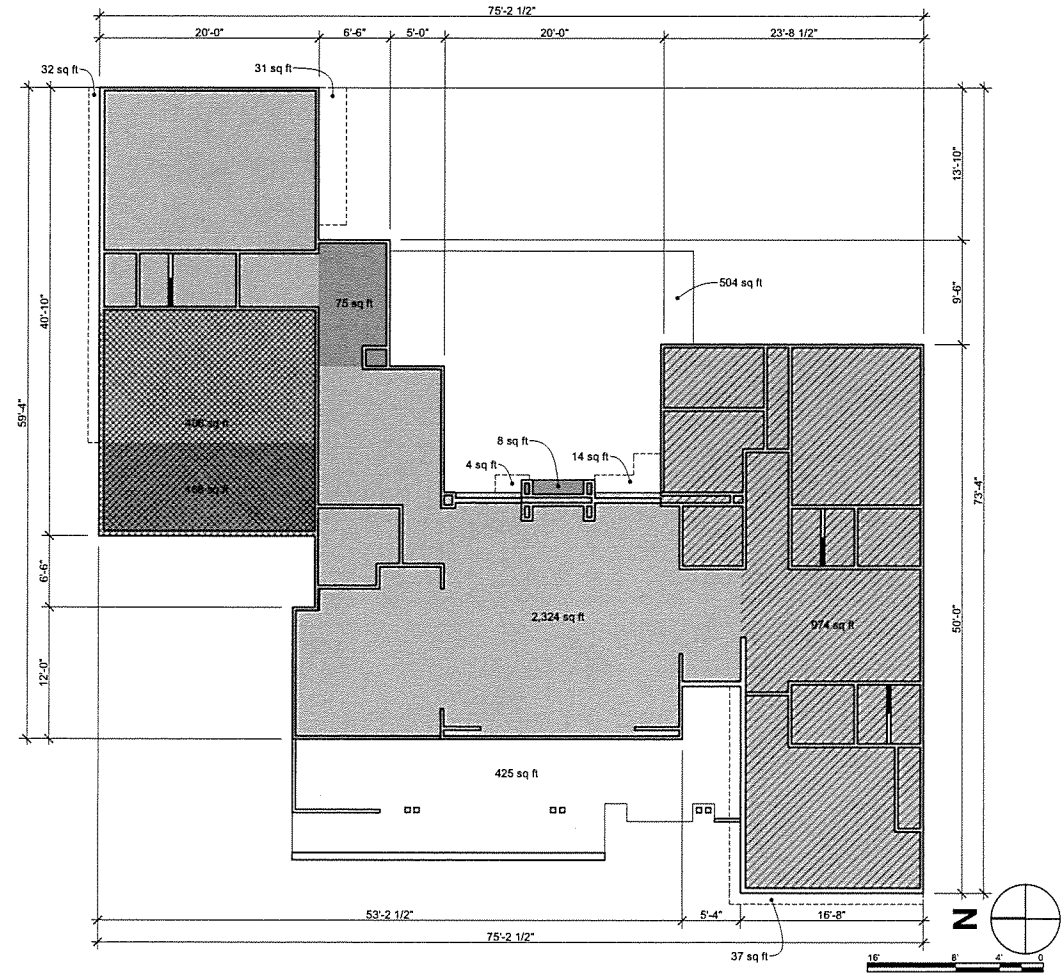 75'-2 1/2"
20'-0" 6'-6" 5'-0" 20'-0" 23'-8 1/2"
32 sq ft
31 sq ft
13'-10"
504 sq ft
9'-6"
75 sq ft
40'-10"
59'-4"
406 sq ft
8 sq ft
4 sq ft
14 sq ft
73'-4"
6'-6"
2,324 sq ft
974 sq ft
50'-0"
12'-0"
425 sq ft
53'-2 1/2" 5'-4" 16'-8"
75'-2 1/2"
37 sq ft
N
16' 8' 4' 0